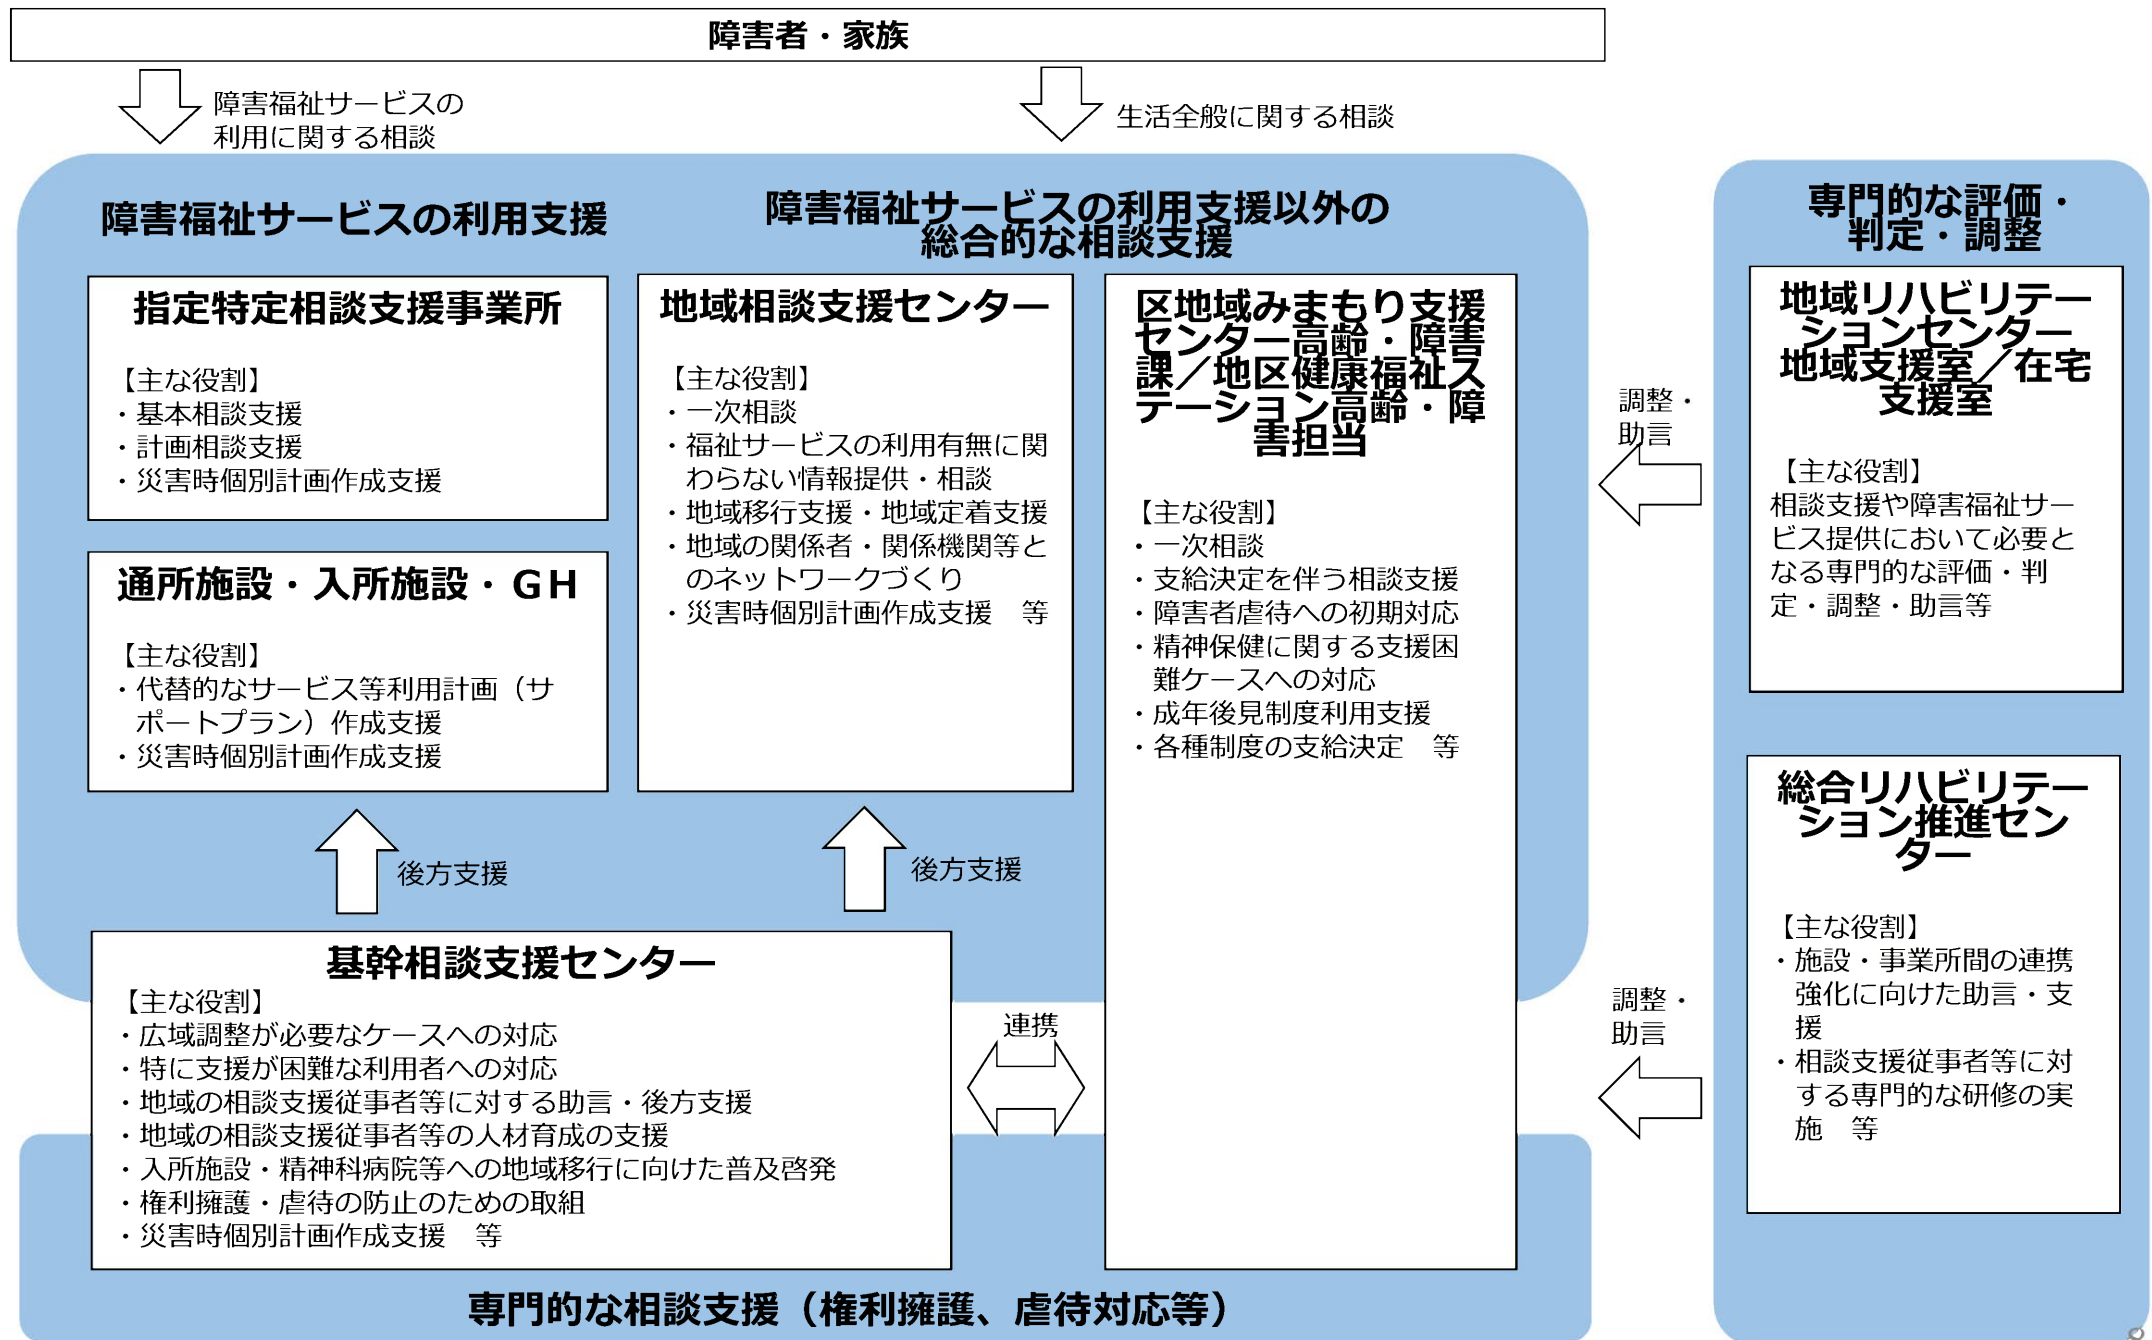 障害者・家族
障害福祉サービスの
利用に関する相談
生活全般に関する相談
障害福祉サービスの利用支援
障害福祉サービスの利用支援以外の
総合的な相談支援
指定特定相談支援事業所
【主な役割】
・基本相談支援
・計画相談支援
・災害時個別計画作成支援
通所施設・入所施設・ＧＨ
【主な役割】
・代替的なサービス等利用計画（サ
ポートプラン）作成支援
・災害時個別計画作成支援
地域相談支援センター
【主な役割】
・一次相談
・福祉サービスの利用有無に関
わらない情報提供・相談
・地域移行支援・地域定着支援
・地域の関係者・関係機関等と
のネットワークづくり
・災害時個別計画作成支援　等
区地域みまもり支援
センター高齢・障害
課／地区健康福祉ス
テーション高齢・障
害担当
【主な役割】
・一次相談
・支給決定を伴う相談支援
・障害者虐待への初期対応
・精神保健に関する支援困
難ケースへの対応
・成年後見制度利用支援
・各種制度の支給決定　等
後方支援
後方支援
基幹相談支援センター
【主な役割】
・広域調整が必要なケースへの対応
・特に支援が困難な利用者への対応
・地域の相談支援従事者等に対する助言・後方支援
・地域の相談支援従事者等の人材育成の支援
・入所施設・精神科病院等への地域移行に向けた普及啓発
・権利擁護・虐待の防止のための取組
・災害時個別計画作成支援　等
連携
専門的な相談支援（権利擁護、虐待対応等）
調整・
助言
調整・
助言
専門的な評価・
判定・調整
地域リハビリテー
ションセンター
地域支援室／在宅
支援室
【主な役割】
相談支援や障害福祉サー
ビス提供において必要と
なる専門的な評価・判
定・調整・助言等
総合リハビリテー
ション推進セン
ター
【主な役割】
・施設・事業所間の連携
強化に向けた助言・支
援
・相談支援従事者等に対
する専門的な研修の実
施　等